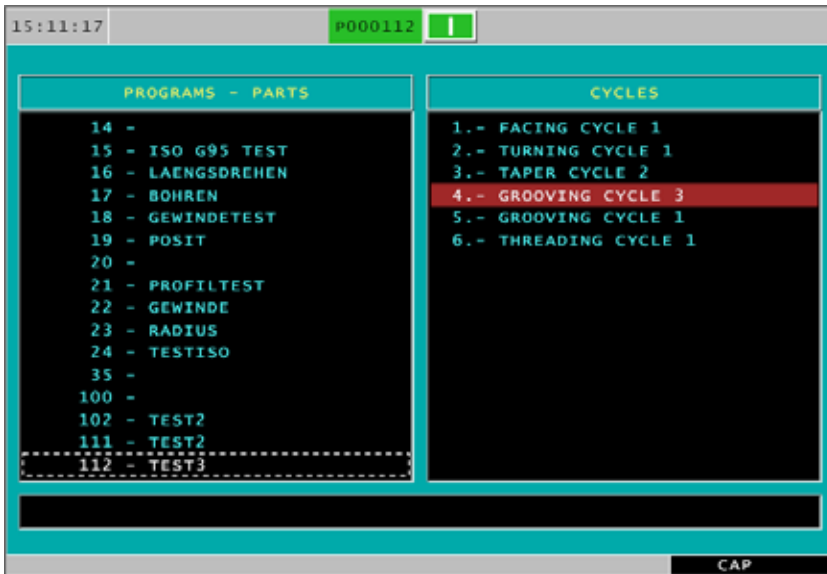 15:11:17
P000112
PROGRAMS - PARTS
14 -
15 - ISO G95 TEST
16 - LAENGSDREHEN
17 - BOHREN
18 - GEWINDETEST
19 - POSIT
20 -
21 - PROFILTEST
22 - GEWINDE
23 - RADIUS
24 - TESTISO
35 -
100 -
102 - TEST2
111 - TEST2
112 - TEST3
CYCLES
1.- FACING CYCLE 1
2.- TURNING CYCLE 1
3.- TAPER CYCLE 2
4.- GROOVING CYCLE 3
5.- GROOVING CYCLE 1
6.- THREADING CYCLE 1
CAP